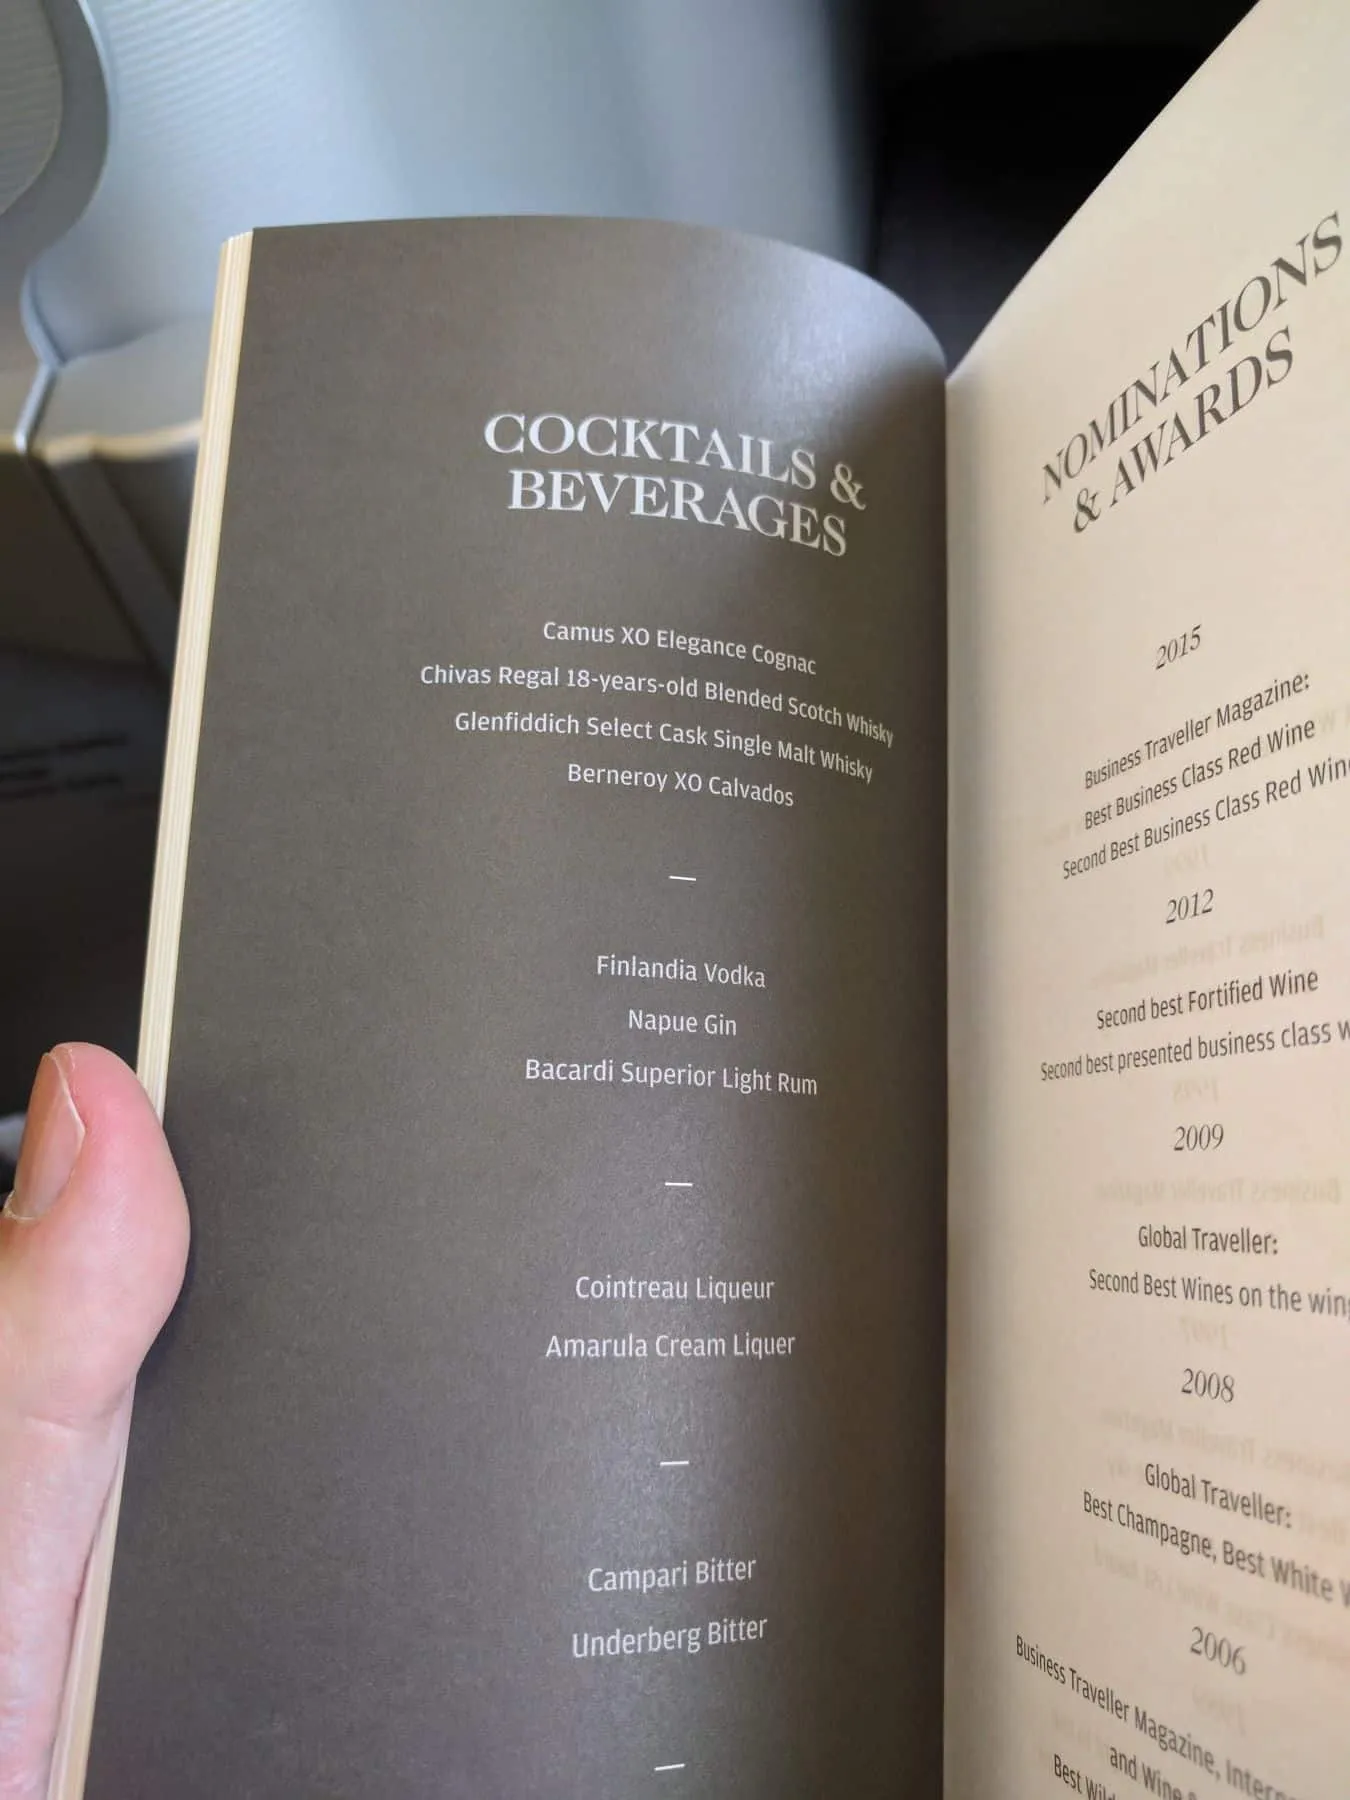 COCKTAILS &
BEVERAGES
Camus XO Elegance Cognac
Chivas Regal 18-years-old Blended Scotch Whisky
Glenfiddich Select Cask Single Malt Whisky
Berneroy XO Calvados
—
Finlandia Vodka
Napue Gin
Bacardi Superior Light Rum
—
Cointreau Liqueur
Amarula Cream Liquer
—
Campari Bitter
Underberg Bitter
—
NOMINATIONS
& AWARDS
2015
Business Traveller Magazine:
Best Business Class Red Wine
Second Best Business Class Red
2012
Second best Fortified Wine
Second best presented business class
2009
Global Traveller:
Second Best Wines on the
2008
Global Traveller:
Best Champagne, Best White
2006
Business Traveller Magazine,
and Wine
Best